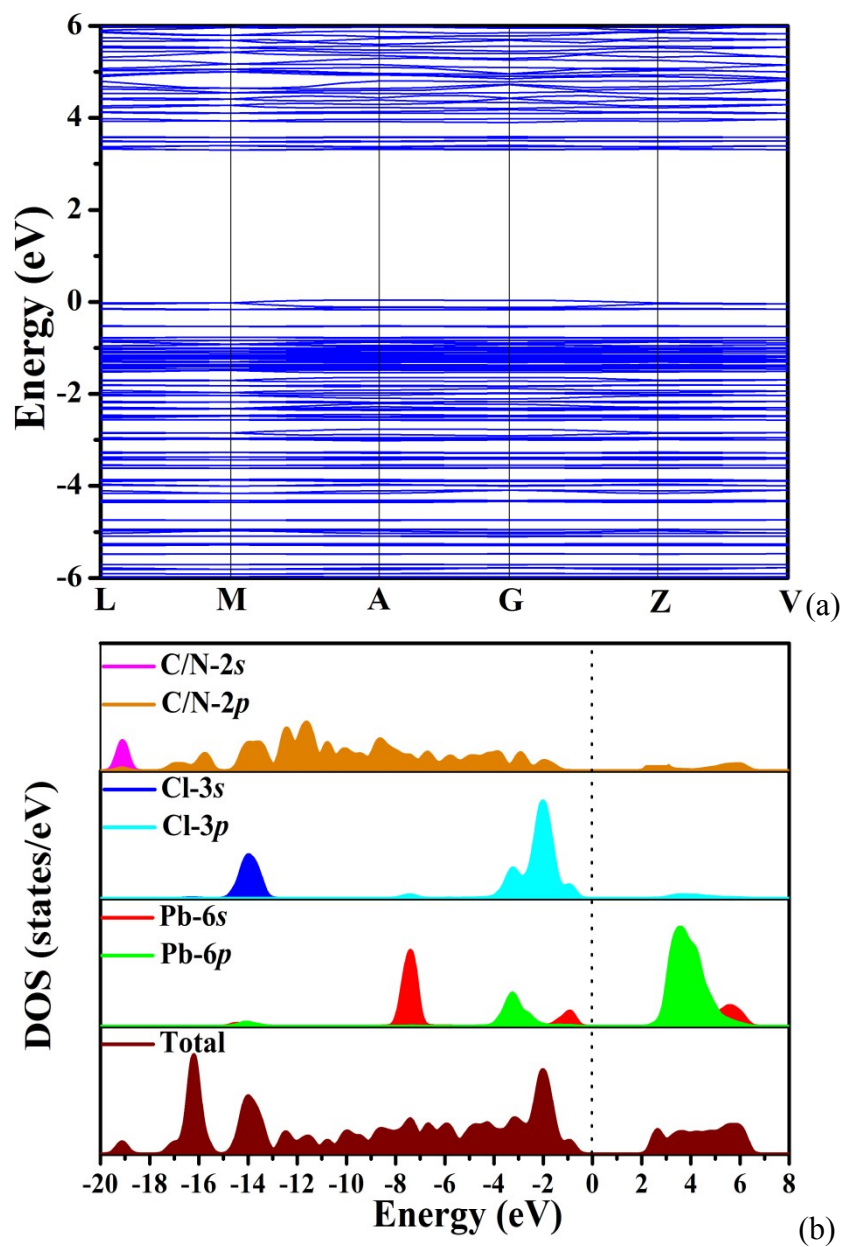 6
4
2
0
-2
-4
-6
Energy (eV)
L M A G Z V
(a)
C/N-2s
C/N-2p
Cl-3s
Cl-3p
Pb-6s
Pb-6p
Total
DOS (states/eV)
-20 -18 -16 -14 -12 -10 -8 -6 -4 -2 0 2 4 6 8
Energy (eV)
(b)